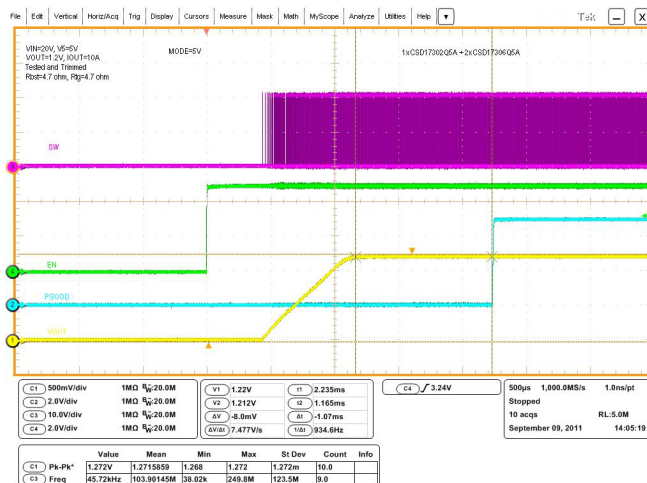 File Edit Vertical Horiz/Acq Trig Display Cursors Measure Mask Math MyScope Analyze Utilities Help Tek X
VIN=20V, V5=5V
VOUT=1.2V, IOUT=10A
Tested and Trimmed
Rbst=4.7 ohm, Rtg=4.7 ohm
MODE=5V
1xCSD17302Q5A +2xCSD17306Q5A
SW
3
EN
4
PGOOD
2
VOUT
1
C1 500mV/div 1MΩ BW:20.0M
C2 2.0V/div 1MΩ BW:20.0M
C3 10.0V/div 1MΩ BW:20.0M
C4 2.0V/div 1MΩ BW:20.0M
V1 1.22V
V2 1.212V
ΔV -8.0mV
ΔV/Δt 7.477V/s
t1 2.235ms
t2 1.165ms
Δt -1.07ms
1/Δt 934.6Hz
C4 3.24V
500µs 1,000.0MS/s 1.0ns/pt
Stopped
10 acqs RL:5.0M
September 09, 2011 14:05:19
Value Mean Min Max St Dev Count Info
C1 Pk-Pk* 1.272V 1.2715859 1.268 1.272 1.272m 10.0
C3 Freq 45.72kHz 103.90145M 38.02k 249.8M 123.5M 9.0